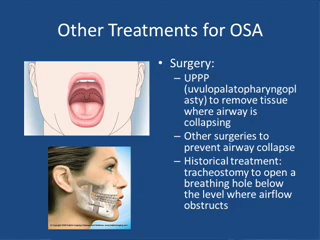 Other Treatments for OSA
• Surgery:
– UPPP
(uvulopalatopharyngopl
asty) to remove tissue
where airway is
collapsing
– Other surgeries to
prevent airway collapse
– Historical treatment:
tracheostomy to open a
breathing hole below
the level where airflow
obstructs